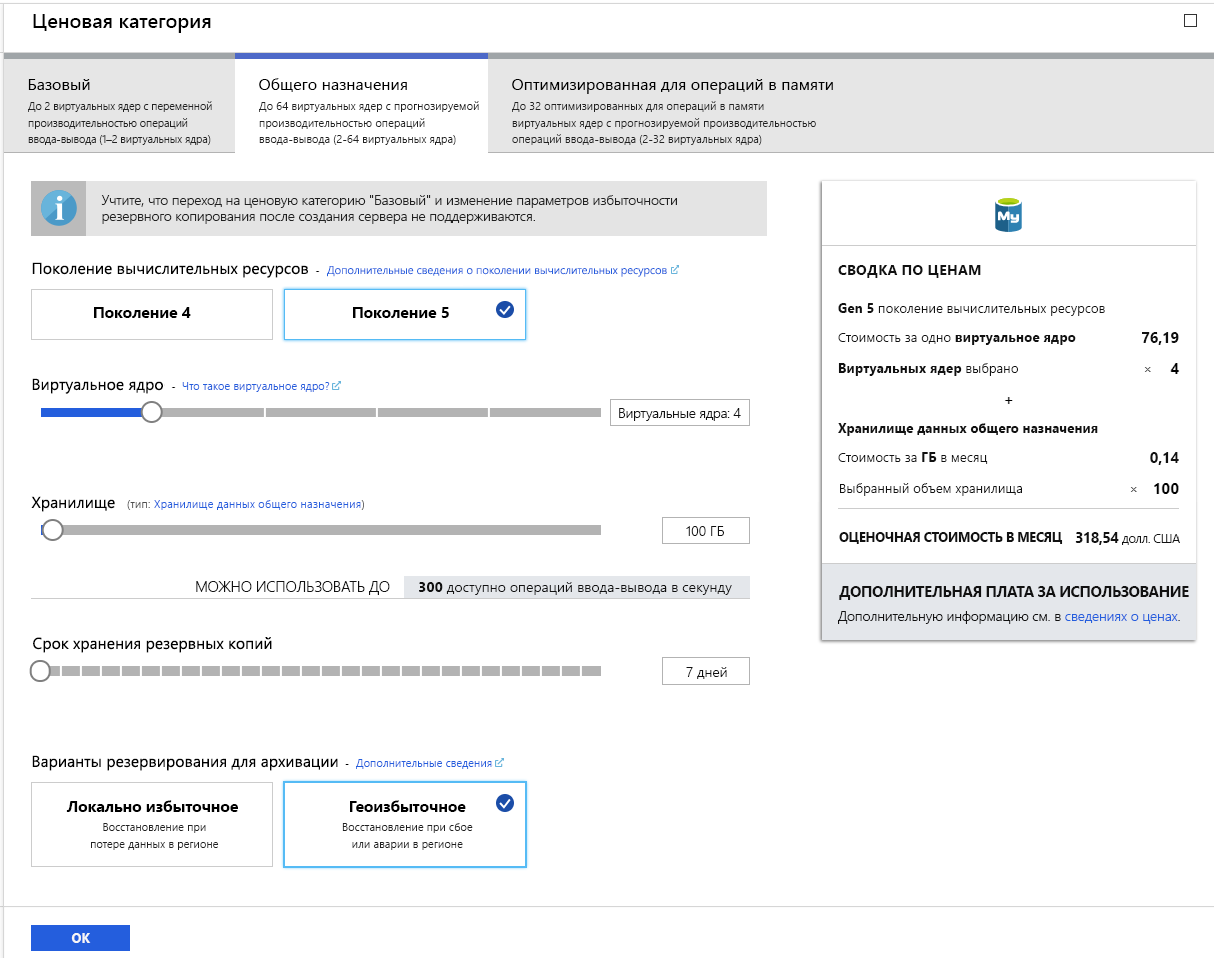 Ценовая категория
Базовый
До 2 виртуальных ядер с переменной
производительностью операций
ввода-вывода (1–2 виртуальных ядра)
Общего назначения
До 64 виртуальных ядер с прогнозируемой
производительностью операций
ввода-вывода (2-64 виртуальных ядра)
Оптимизированная для операций в памяти
До 32 оптимизированных для операций в памяти
виртуальных ядер с прогнозируемой производительностью
операций ввода-вывода (2-32 виртуальных ядра)
Учтите, что переход на ценовую категорию "Базовый" и изменение параметров избыточности
резервного копирования после создания сервера не поддерживаются.
Поколение вычислительных ресурсов - Дополнительные сведения о поколении вычислительных ресурсов
Поколение 4
Поколение 5
Виртуальное ядро - Что такое виртуальное ядро?
Виртуальные ядра: 4
Хранилище (тип: Хранилище данных общего назначения)
100 ГБ
МОЖНО ИСПОЛЬЗОВАТЬ ДО 300 доступно операций ввода-вывода в секунду
Срок хранения резервных копий
7 дней
Варианты резервирования для архивации - Дополнительные сведения
Локально избыточное
Восстановление при
потере данных в регионе
Геоизбыточное
Восстановление при сбое
или аварии в регионе
OK
My
СВОДКА ПО ЦЕНАМ
Gen 5 поколение вычислительных ресурсов
Стоимость за одно виртуальное ядро 76,19
Виртуальных ядер выбрано × 4
+
Хранилище данных общего назначения
Стоимость за ГБ в месяц 0,14
Выбранный объем хранилища × 100
ОЦЕНОЧНАЯ СТОИМОСТЬ В МЕСЯЦ 318,54 долл. США
ДОПОЛНИТЕЛЬНАЯ ПЛАТА ЗА ИСПОЛЬЗОВАНИЕ
Дополнительную информацию см. в сведениях о ценах.